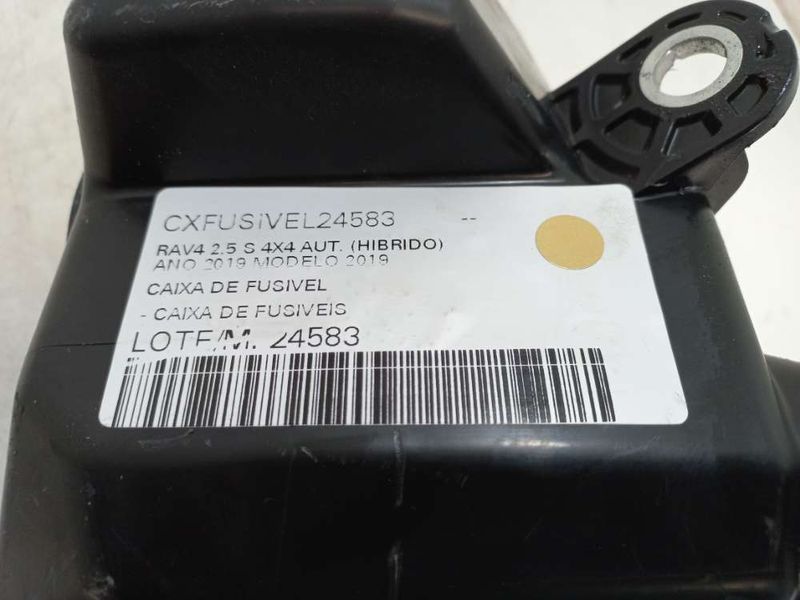 CXFUSiVEL24583 --
RAV4 2.5 S 4X4 AUT. (HIBRIDO)
ANO 2019 MODELO 2019
CAIXA DE FUSIVEL
- CAIXA DE FUSIVEIS
LOTE/M. 24583